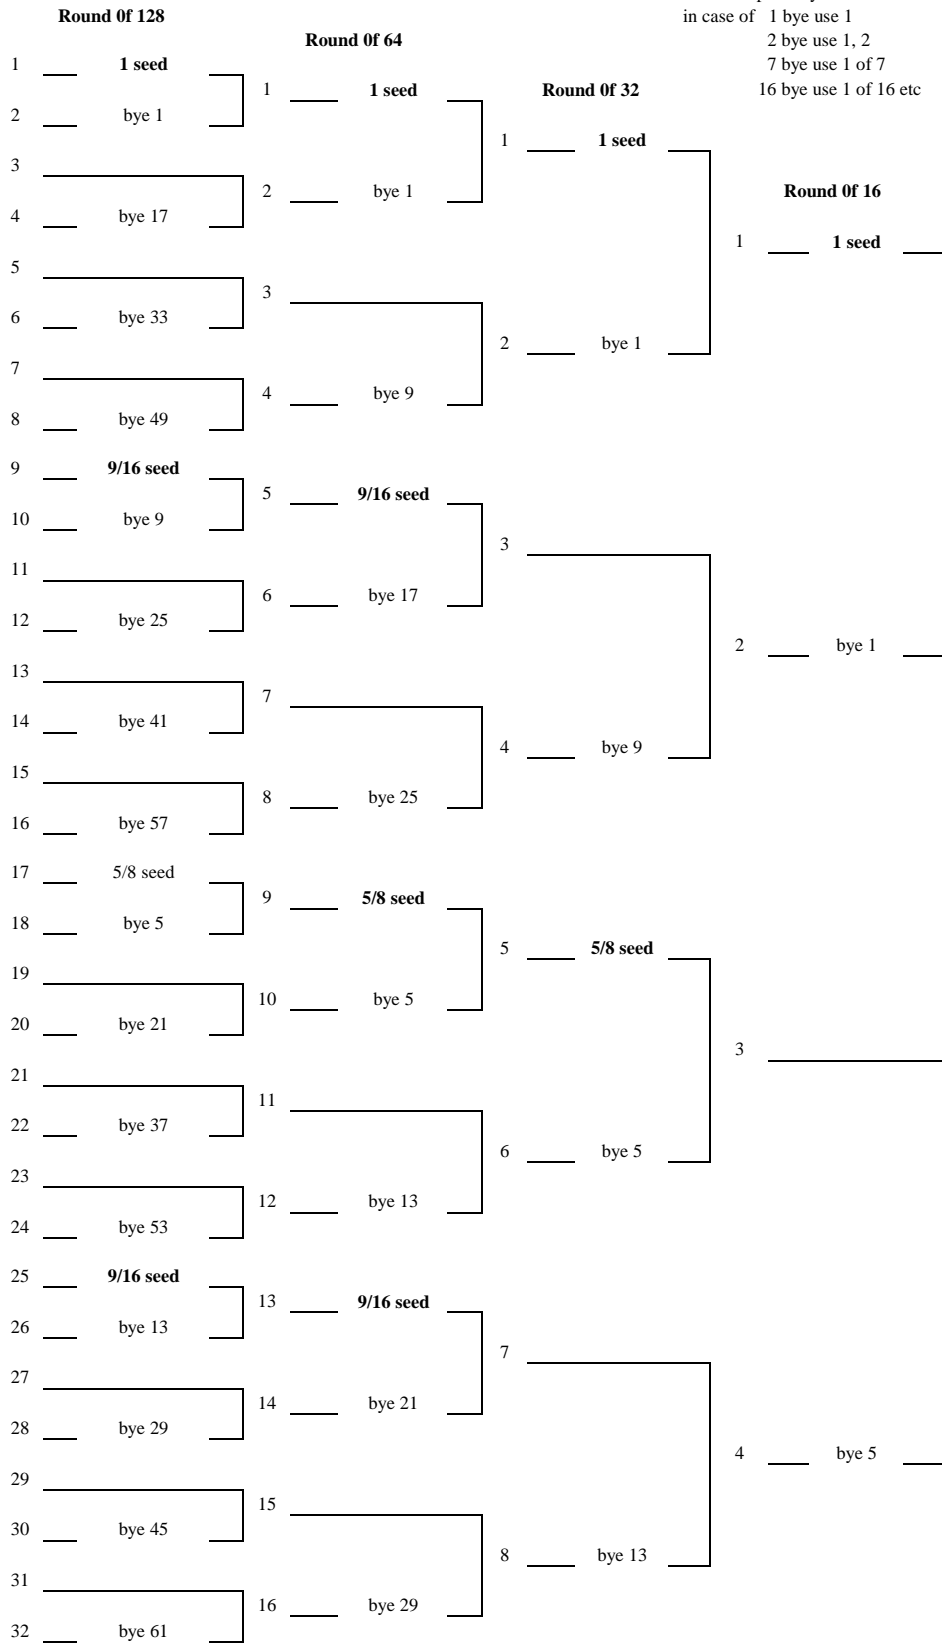 Round 0f 128
in case of 1 bye use 1
Round 0f 64
2 bye use 1, 2
1 1 seed
7 bye use 1 of 7
1 1 seed
Round 0f 32
16 bye use 1 of 16 etc
2 bye 1
1 1 seed
3
2 bye 1
Round 0f 16
4 bye 17
1 1 seed
5
3
6 bye 33
2 bye 1
7
4 bye 9
8 bye 49
9 9/16 seed
5 9/16 seed
10 bye 9
3
11
6 bye 17
12 bye 25
2 bye 1
13
7
14 bye 41
4 bye 9
15
8 bye 25
16 bye 57
17 5/8 seed
9 5/8 seed
18 bye 5
5 5/8 seed
19
10 bye 5
20 bye 21
3
21
11
22 bye 37
6 bye 5
23
12 bye 13
24 bye 53
25 9/16 seed
13 9/16 seed
26 bye 13
7
27
14 bye 21
28 bye 29
4 bye 5
29
15
30 bye 45
8 bye 13
31
16 bye 29
32 bye 61